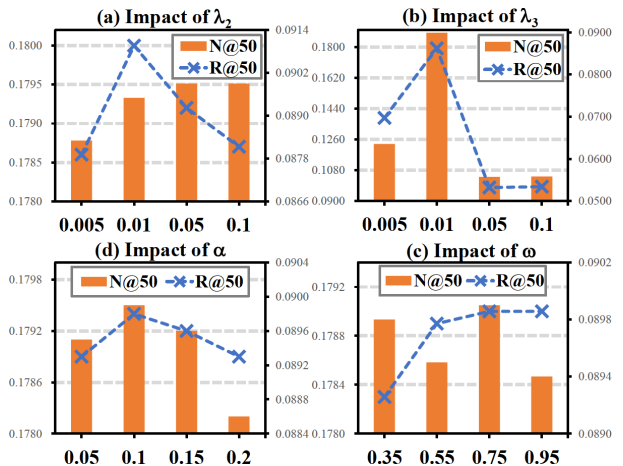 (a) Impact of λ2
0.1800
0.1795
0.1790
0.1785
0.1780
N@50
R@50
0.0914
0.0902
0.0890
0.0878
0.0866
0.005 0.01 0.05 0.1
(b) Impact of λ3
0.1800
0.1620
0.1440
0.1260
0.1080
0.0900
N@50
R@50
0.0900
0.0800
0.0700
0.0600
0.0500
0.005 0.01 0.05 0.1
(d) Impact of α
0.1798
0.1792
0.1786
0.1780
N@50 R@50
0.0904
0.0900
0.0896
0.0892
0.0888
0.0884
0.05 0.1 0.15 0.2
(c) Impact of ω
0.1792
0.1788
0.1784
0.1780
N@50 R@50
0.0902
0.0898
0.0894
0.0890
0.35 0.55 0.75 0.95